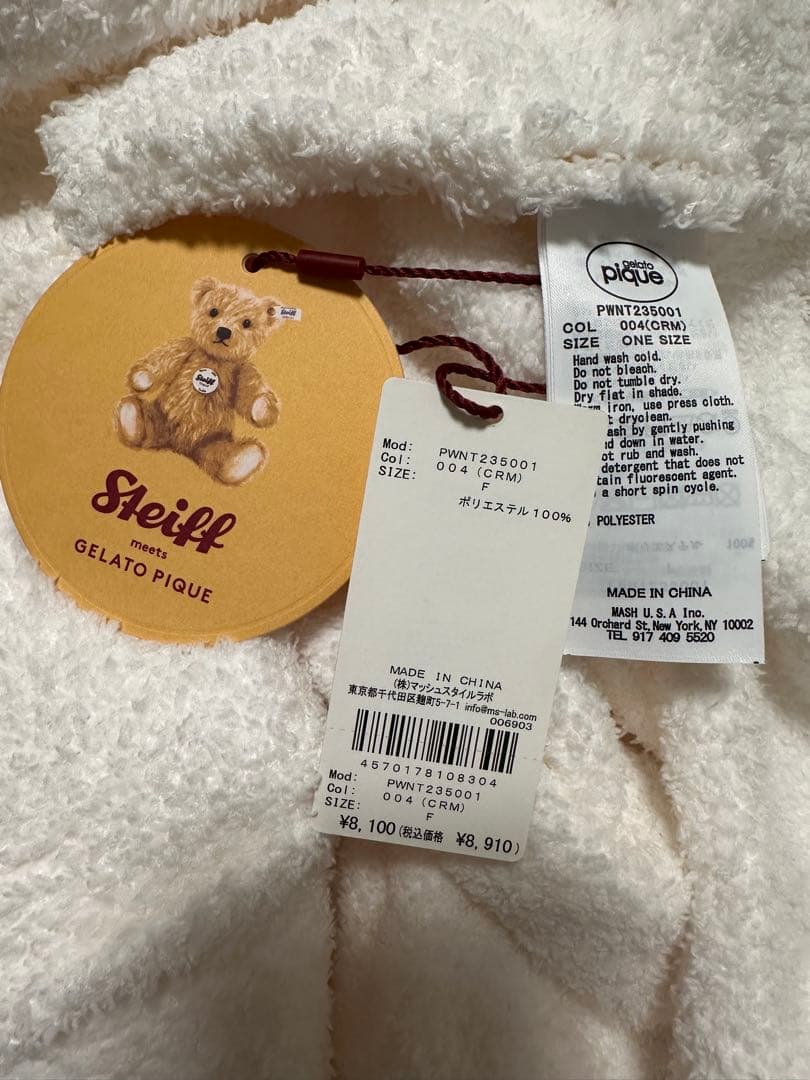 Steiff
Steiff
Steiff
meets
GELATO PIQUE
gelato
pique
PWNT235001
COL 004(CRM)
SIZE ONE SIZE
Hand wash cold.
Do not bleach.
Do not tumble dry.
Dry flat in shade.
iron, use press cloth.
dryclean.
by gently pushing
down in water.
rub and wash.
detergent that does not
fluorescent agent.
a short spin cycle.
POLYESTER
MADE IN CHINA
MASH U.S.A Inc.
144 Orchard St, New York, NY 10002
TEL 917 409 5520
Mod: PWNT235001
Col: 004 (CRM)
SIZE: F
ポリエステル 100%
MADE IN CHINA
(株)マッシュスタイルラボ
東京都千代田区麹町5-7-1 info@ms-lab.com
006903
4570178108304
Mod: PWNT235001
Col: 004 (CRM)
SIZE: F
¥8,100(税込価格 ¥8,910)